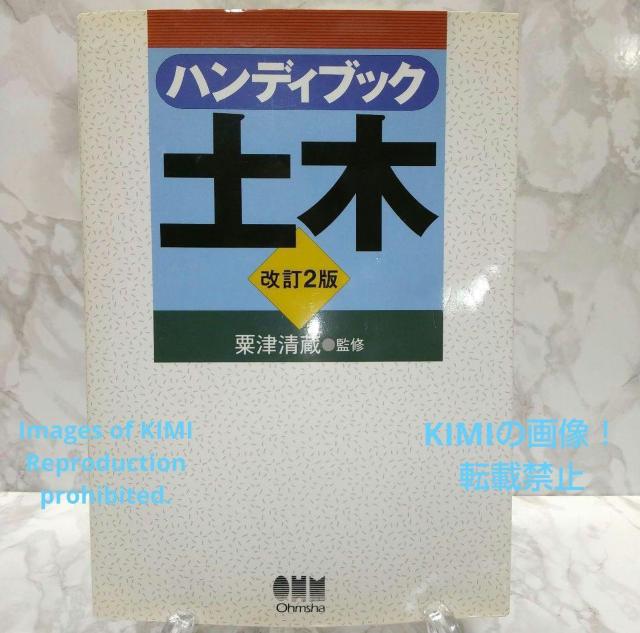 ハンディブック
土木
改訂2版
粟津清蔵●監修
Images of KIMI
Reproduction
prohibited.
KIMIの画像!
転載禁止
OHM
Ohmsha